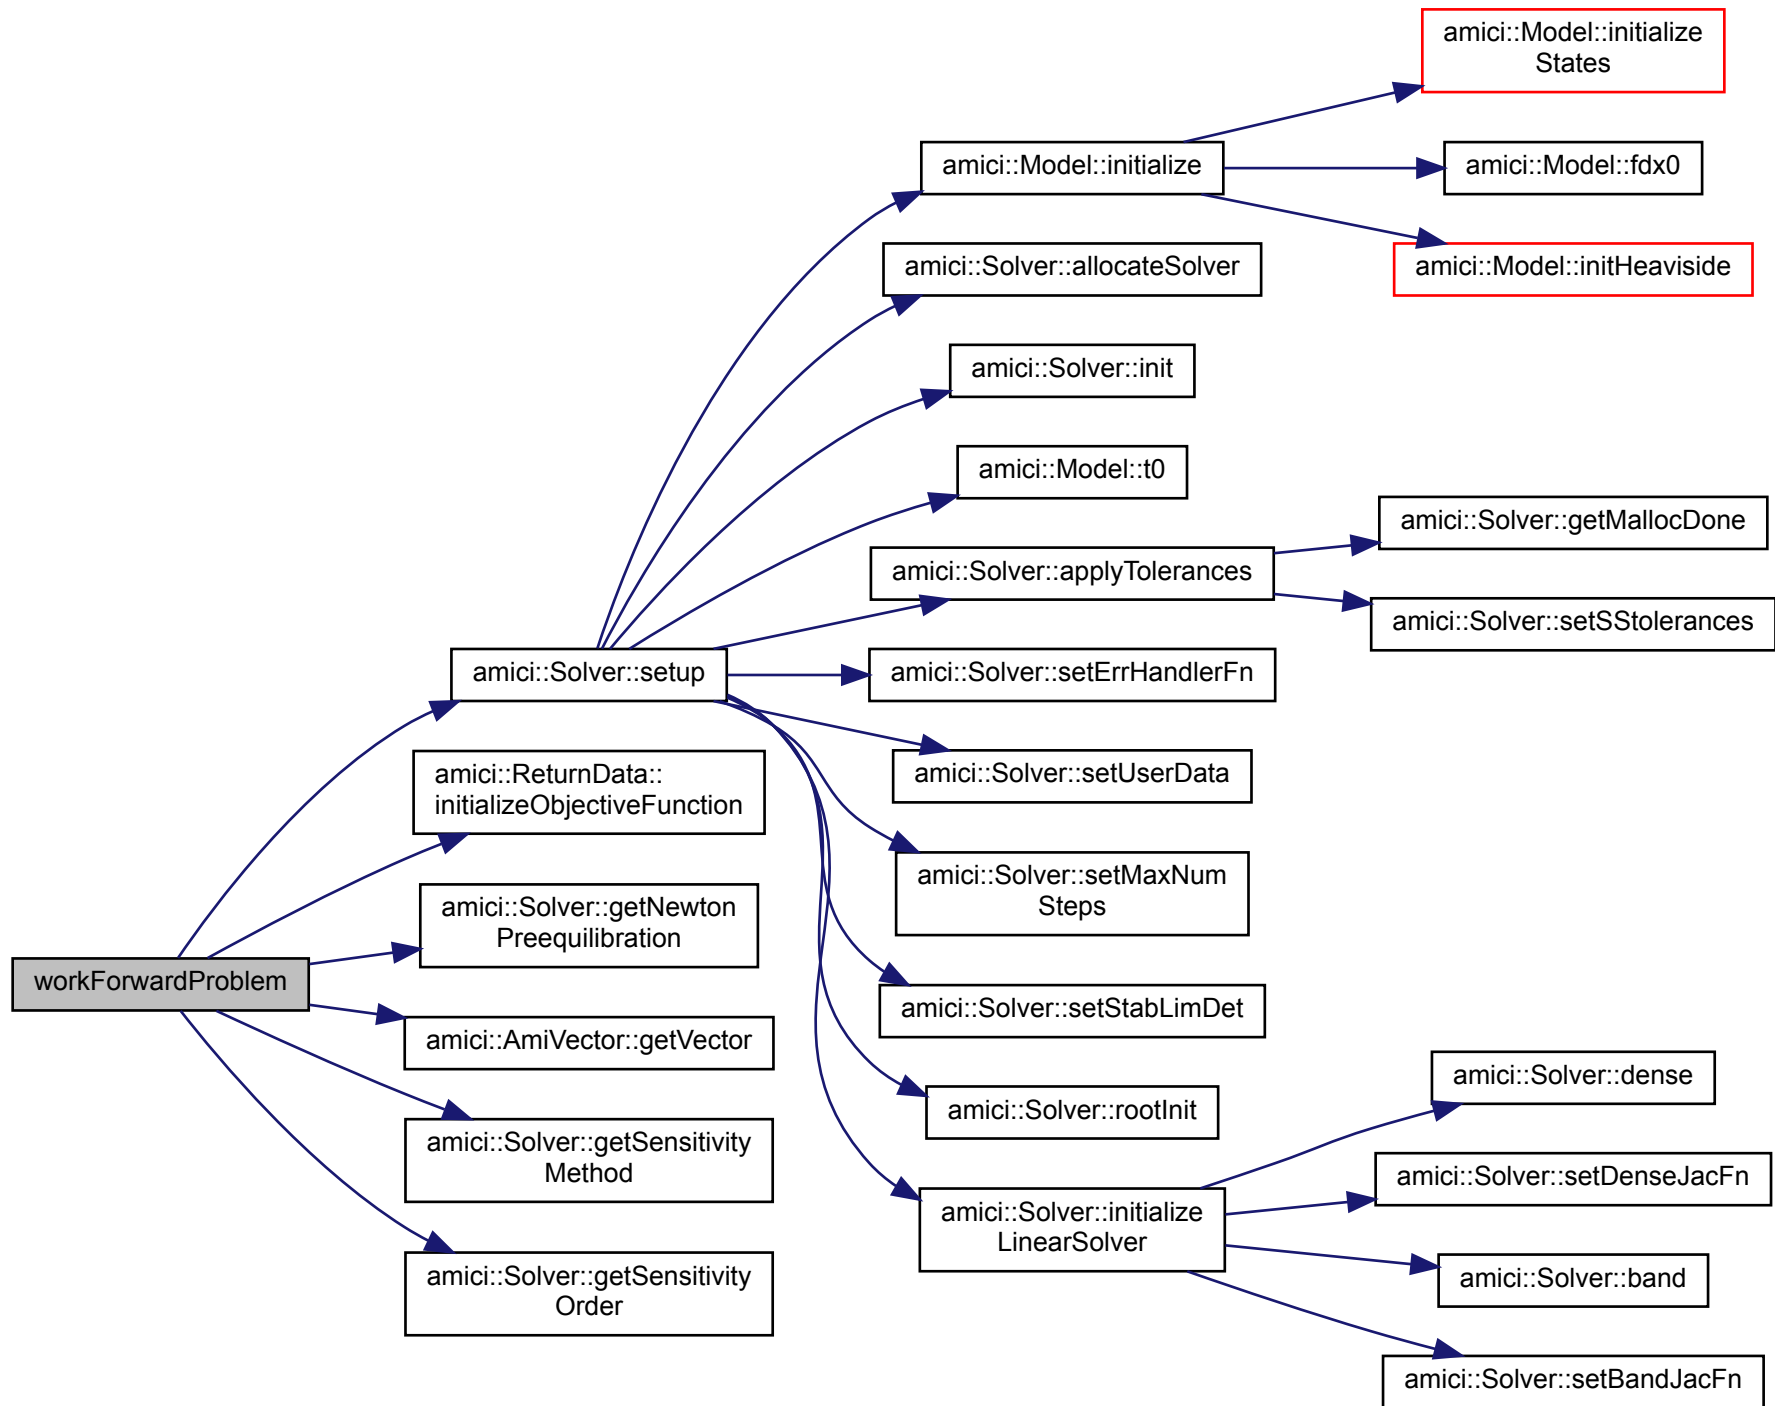 amici::Model::initialize
States
amici::Model::initialize
amici::Model::fdx0
amici::Solver::allocateSolver
amici::Model::initHeaviside
amici::Solver::init
amici::Model::t0
amici::Solver::getMallocDone
amici::Solver::applyTolerances
amici::Solver::setSStolerances
amici::Solver::setup
amici::Solver::setErrHandlerFn
amici::ReturnData::
initializeObjectiveFunction
amici::Solver::setUserData
amici::Solver::setMaxNum
Steps
amici::Solver::getNewton
Preequilibration
workForwardProblem
amici::Solver::setStabLimDet
amici::AmiVector::getVector
amici::Solver::dense
amici::Solver::rootInit
amici::Solver::getSensitivity
Method
amici::Solver::setDenseJacFn
amici::Solver::initialize
LinearSolver
amici::Solver::getSensitivity
Order
amici::Solver::band
amici::Solver::setBandJacFn